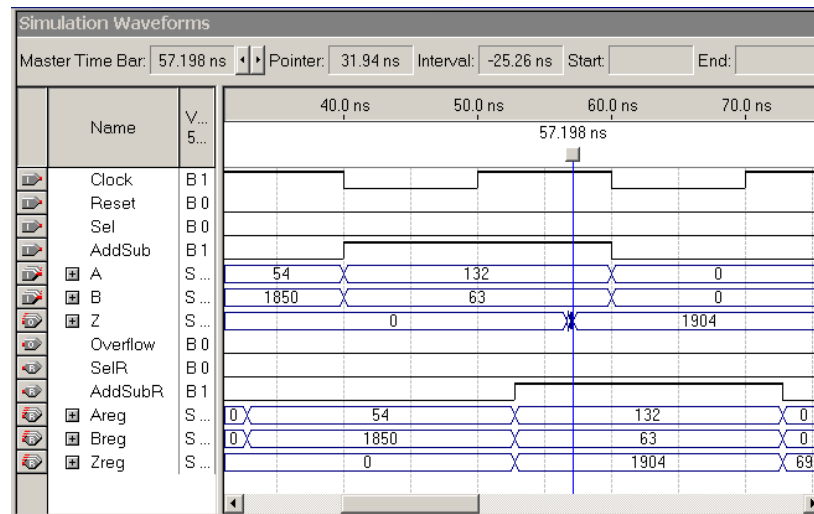 Simulation Waveforms
Master Time Bar: 57.198 ns Pointer: 31.94 ns Interval: -25.26 ns Start: End:
40.0 ns 50.0 ns 60.0 ns 70.0 ns
Name V... 5...
57.198 ns
Clock B 1
Reset B 0
Sel B 0
AddSub B 1
A S ... 54 132 0
B S ... 1850 63 0
Z S ... 0 1904
Overflow B 0
SelR B 0
AddSubR B 1
Areg S ... 0 54 132 0
Breg S ... 0 1850 63 0
Zreg S ... 0 1904 69